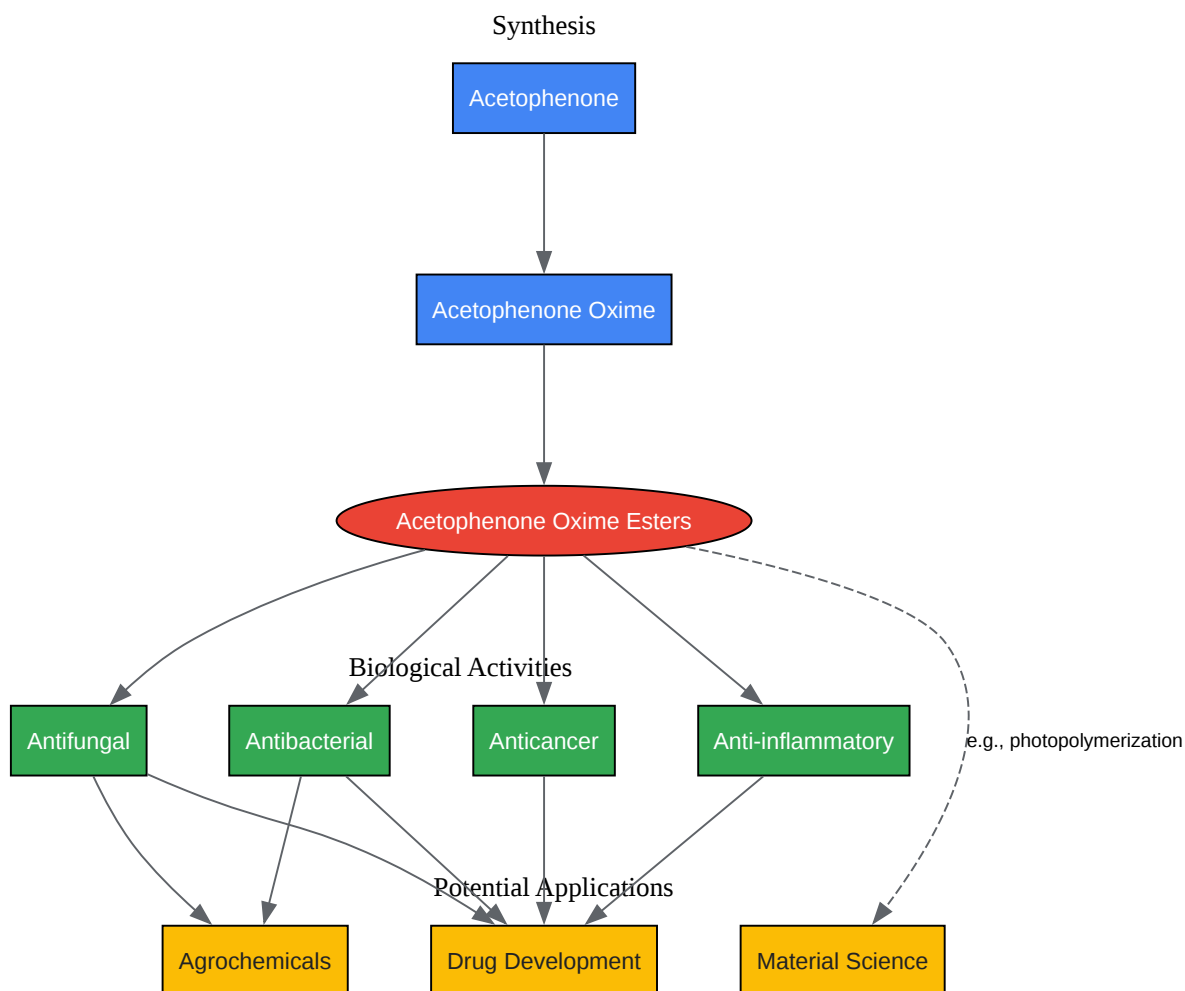 Synthesis
Acetophenone
Acetophenone Oxime
Acetophenone Oxime Esters
Biological Activities
Antifungal
Antibacterial
Anticancer
Anti-inflammatory
e.g., photopolymerization
Potential Applications
Agrochemicals
Drug Development
Material Science